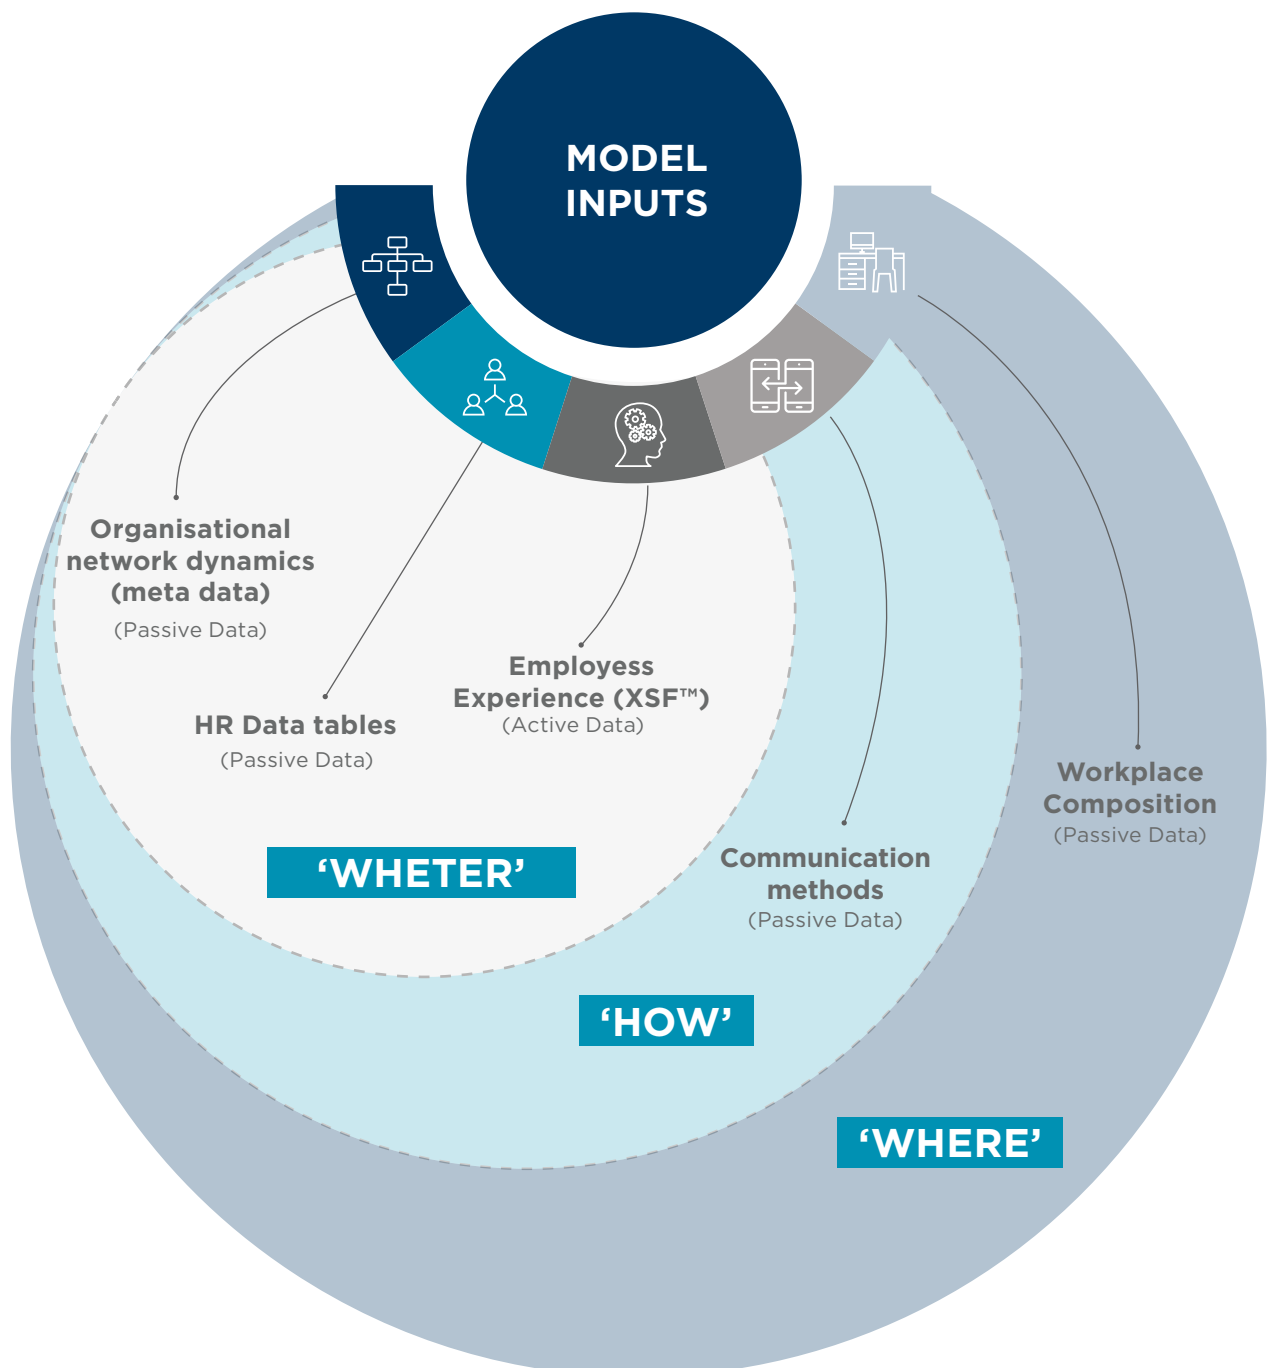 MODEL
INPUTS
Organisational
network dynamics
(meta data)
(Passive Data)
HR Data tables
(Passive Data)
Employess
Experience (XSF™)
(Active Data)
Communication
methods
(Passive Data)
Workplace
Composition
(Passive Data)
‘WHETER’
‘HOW’
‘WHERE’